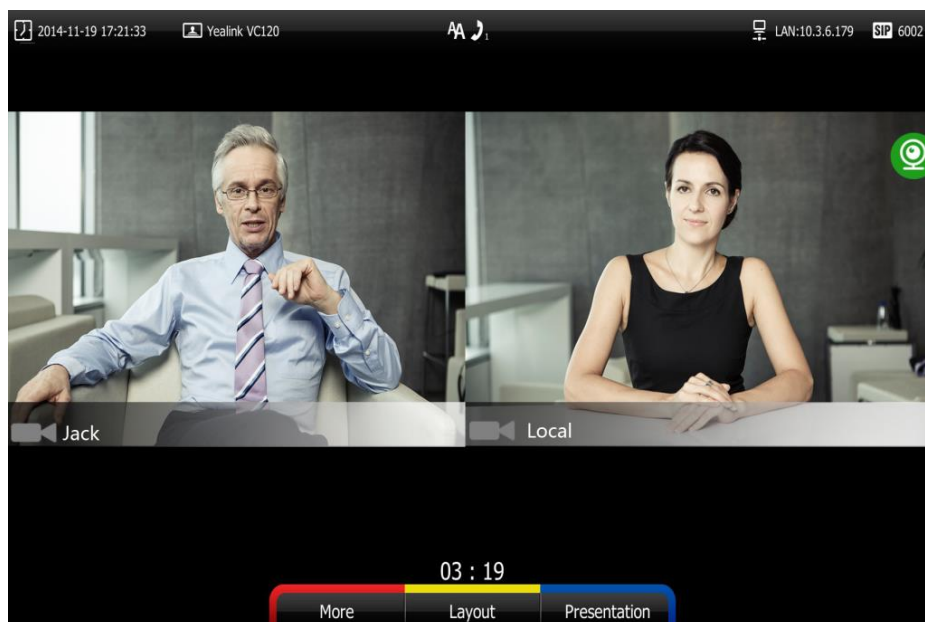 2014-11-19 17:21:33 Yealink VC120 AA 1 LAN:10.3.6.179 SIP 6002
Jack Local
03 : 19
More Layout Presentation